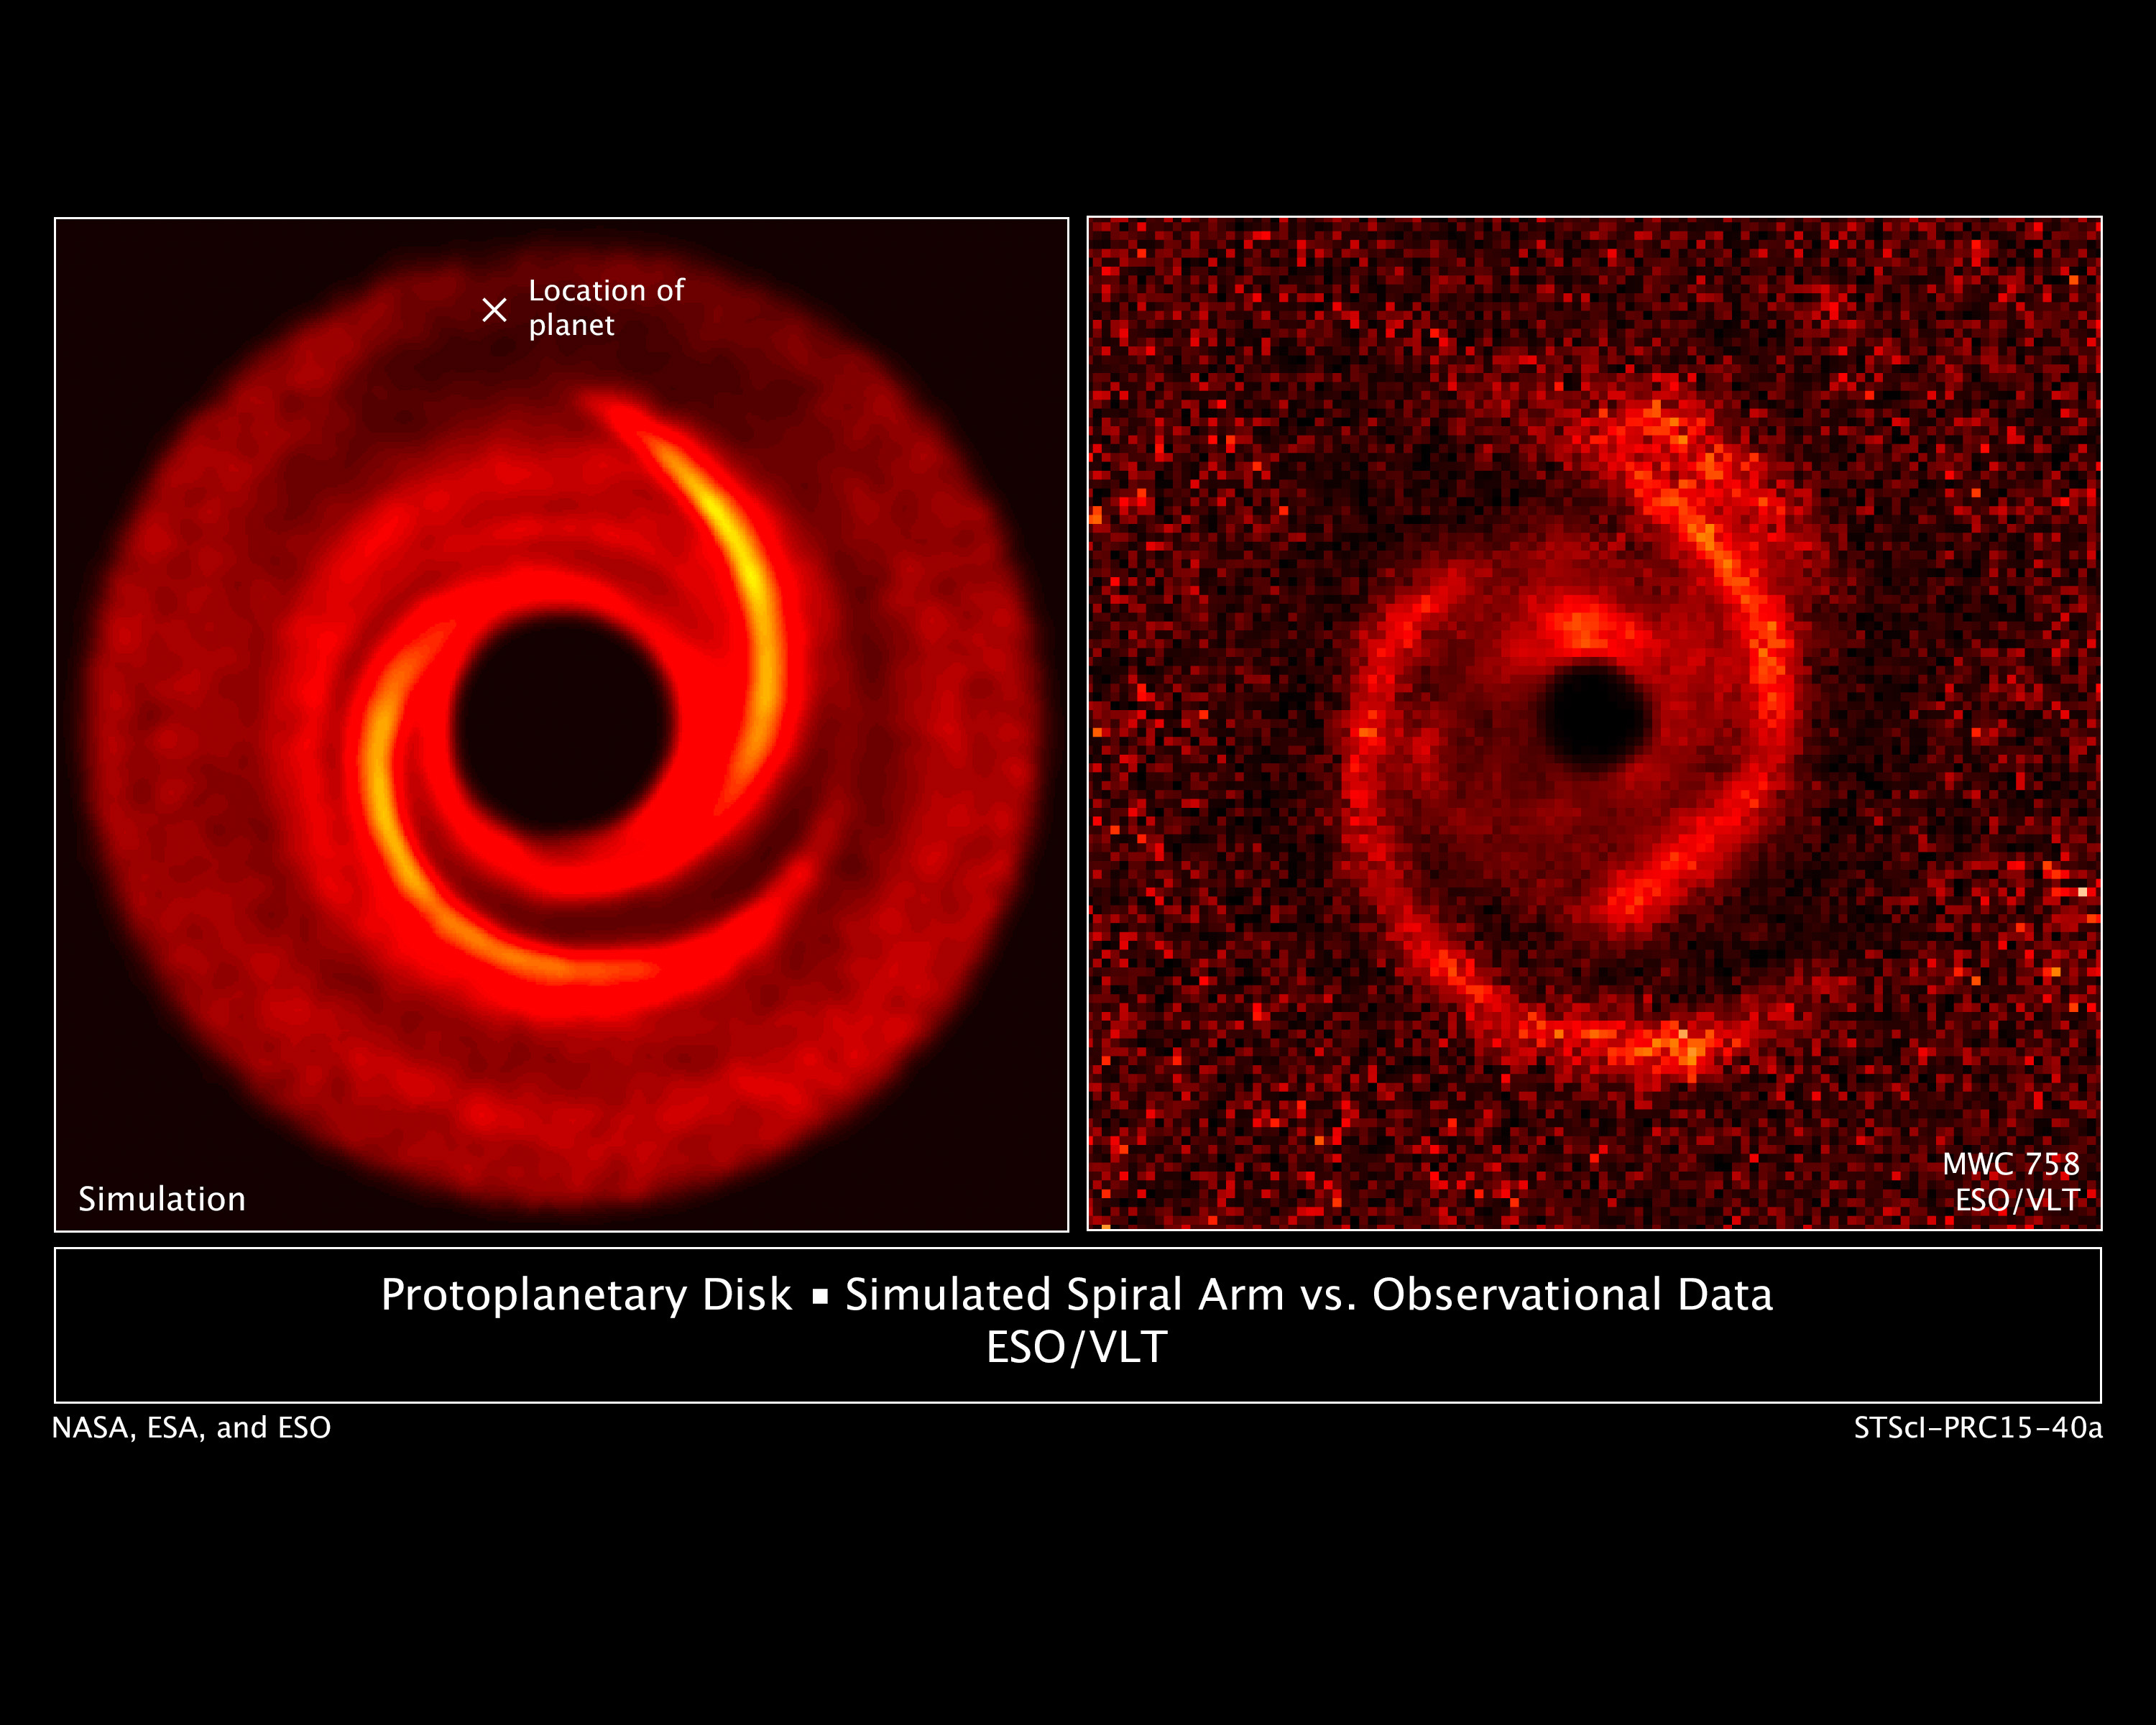 Location of
planet
Simulation
MWC 758
ESO/VLT
Protoplanetary Disk ▪ Simulated Spiral Arm vs. Observational Data
ESO/VLT
NASA, ESA, and ESO
STScI-PRC15-40a